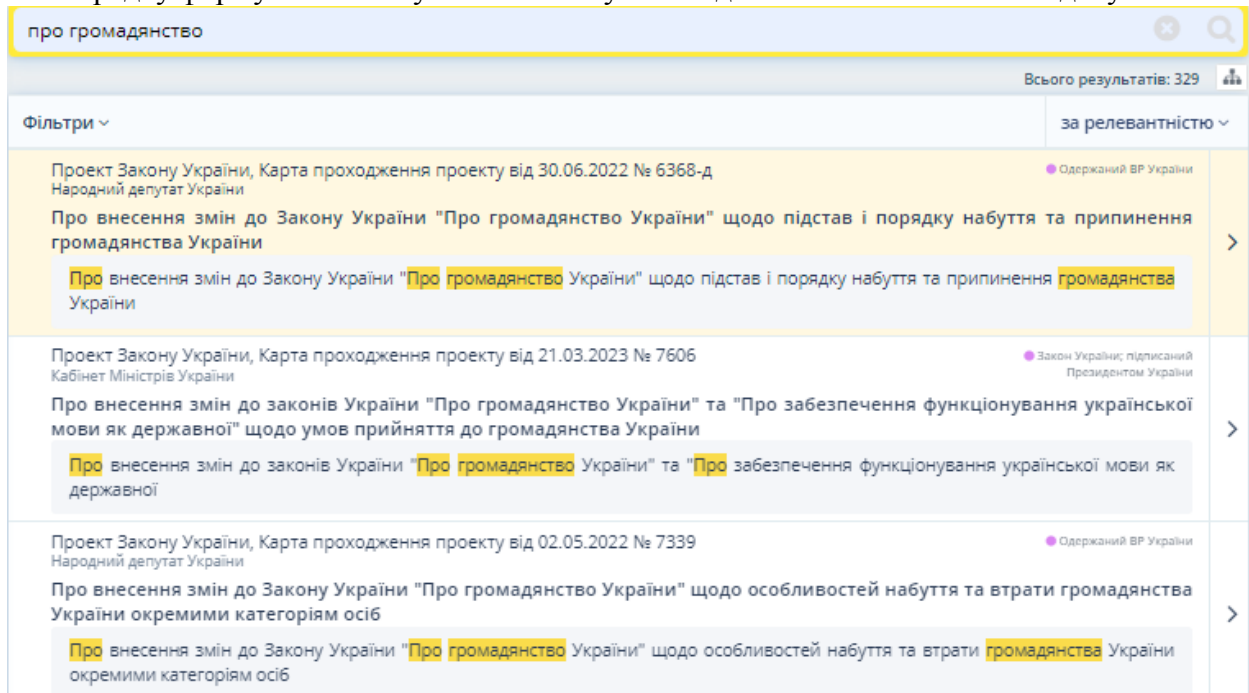 про громадянство
Всього результатів: 329
Фільтри
за релевантністю
Проект Закону України, Карта проходження проекту від 30.06.2022 № 6368-д
Одержаний ВР України
Народний депутат України
Про внесення змін до Закону України "Про громадянство України" щодо підстав і порядку набуття та припинення
громадянства України
Про внесення змін до Закону України "Про громадянство України" щодо підстав і порядку набуття та припинення громадянства
України
Проект Закону України, Карта проходження проекту від 21.03.2023 № 7606
Закон України; підписаний
Президентом України
Кабінет Міністрів України
Про внесення змін до законів України "Про громадянство України" та "Про забезпечення функціонування української
мови як державної" щодо умов прийняття до громадянства України
Про внесення змін до законів України "Про громадянство України" та "Про забезпечення функціонування української мови як
державної
Проект Закону України, Карта проходження проекту від 02.05.2022 № 7339
Одержаний ВР України
Народний депутат України
Про внесення змін до Закону України "Про громадянство України" щодо особливостей набуття та втрати громадянства
України окремими категоріям осіб
Про внесення змін до Закону України "Про громадянство України" щодо особливостей набуття та втрати громадянства України
окремими категоріям осіб